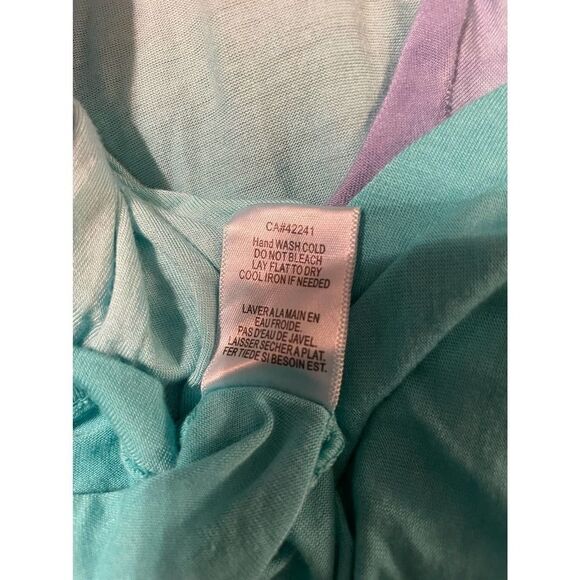 CA#42241
Hand WASH COLD
DO NOT BLEACH
LAY FLAT TO DRY
COOL IRON IF NEEDED
LAVER A LA MAIN EN
EAU FROIDE.
PAS D'EAU DE JAVEL.
LAISSER SECHER A PLAT.
FER TIEDE SI BESOIN EST.